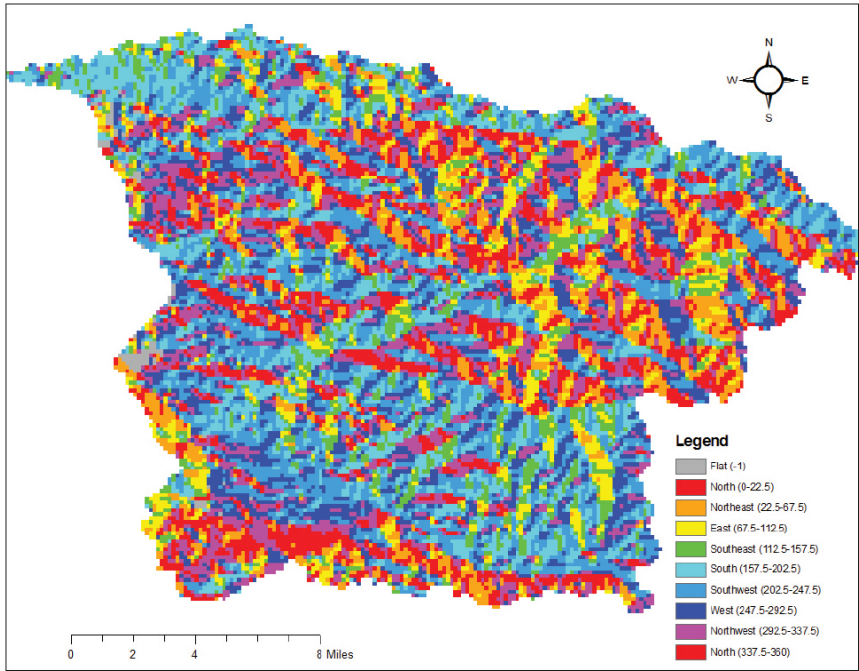 N
W E
S
Legend
Flat (-1)
North (0-22.5)
Northeast (22.5-67.5)
East (67.5-112.5)
Southeast (112.5-157.5)
South (157.5-202.5)
Southwest (202.5-247.5)
West (247.5-292.5)
Northwest (292.5-337.5)
North (337.5-360)
0 2 4 8 Miles